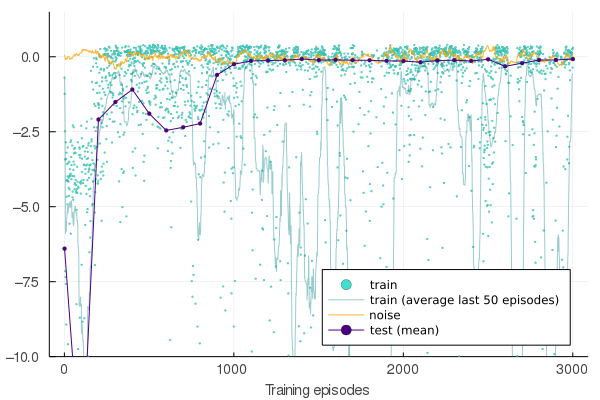 0.0
−2.5
−5.0
−7.5
−10.0
0
1000
2000
3000
Training episodes
train
train (average last 50 episodes)
noise
test (mean)